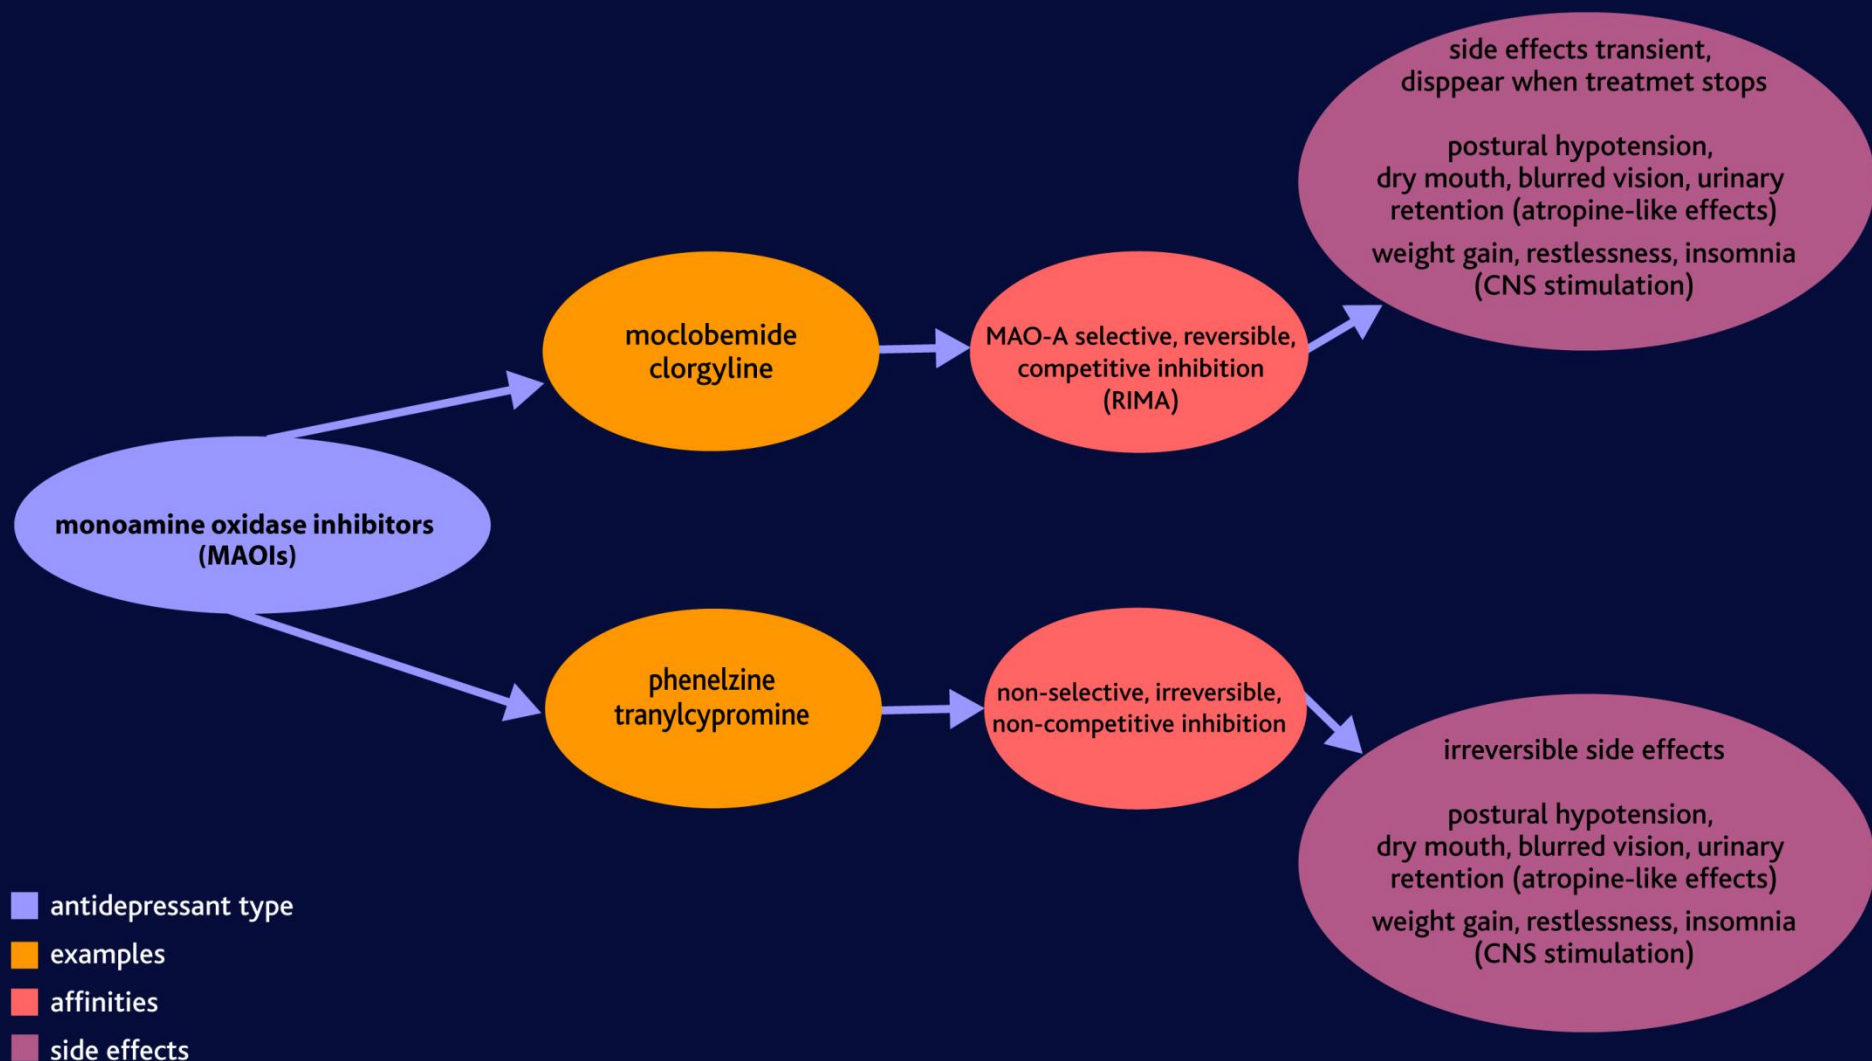 monoamine oxidase inhibitors
(MAOIs)
moclobemide
clorgyline
MAO-A selective, reversible,
competitive inhibition
(RIMA)
side effects transient,
disppear when treatmet stops
postural hypotension,
dry mouth, blurred vision, urinary
retention (atropine-like effects)
weight gain, restlessness, insomnia
(CNS stimulation)
phenelzine
tranylcypromine
non-selective, irreversible,
non-competitive inhibition
irreversible side effects
postural hypotension,
dry mouth, blurred vision, urinary
retention (atropine-like effects)
weight gain, restlessness, insomnia
(CNS stimulation)
antidepressant type
examples
affinities
side effects